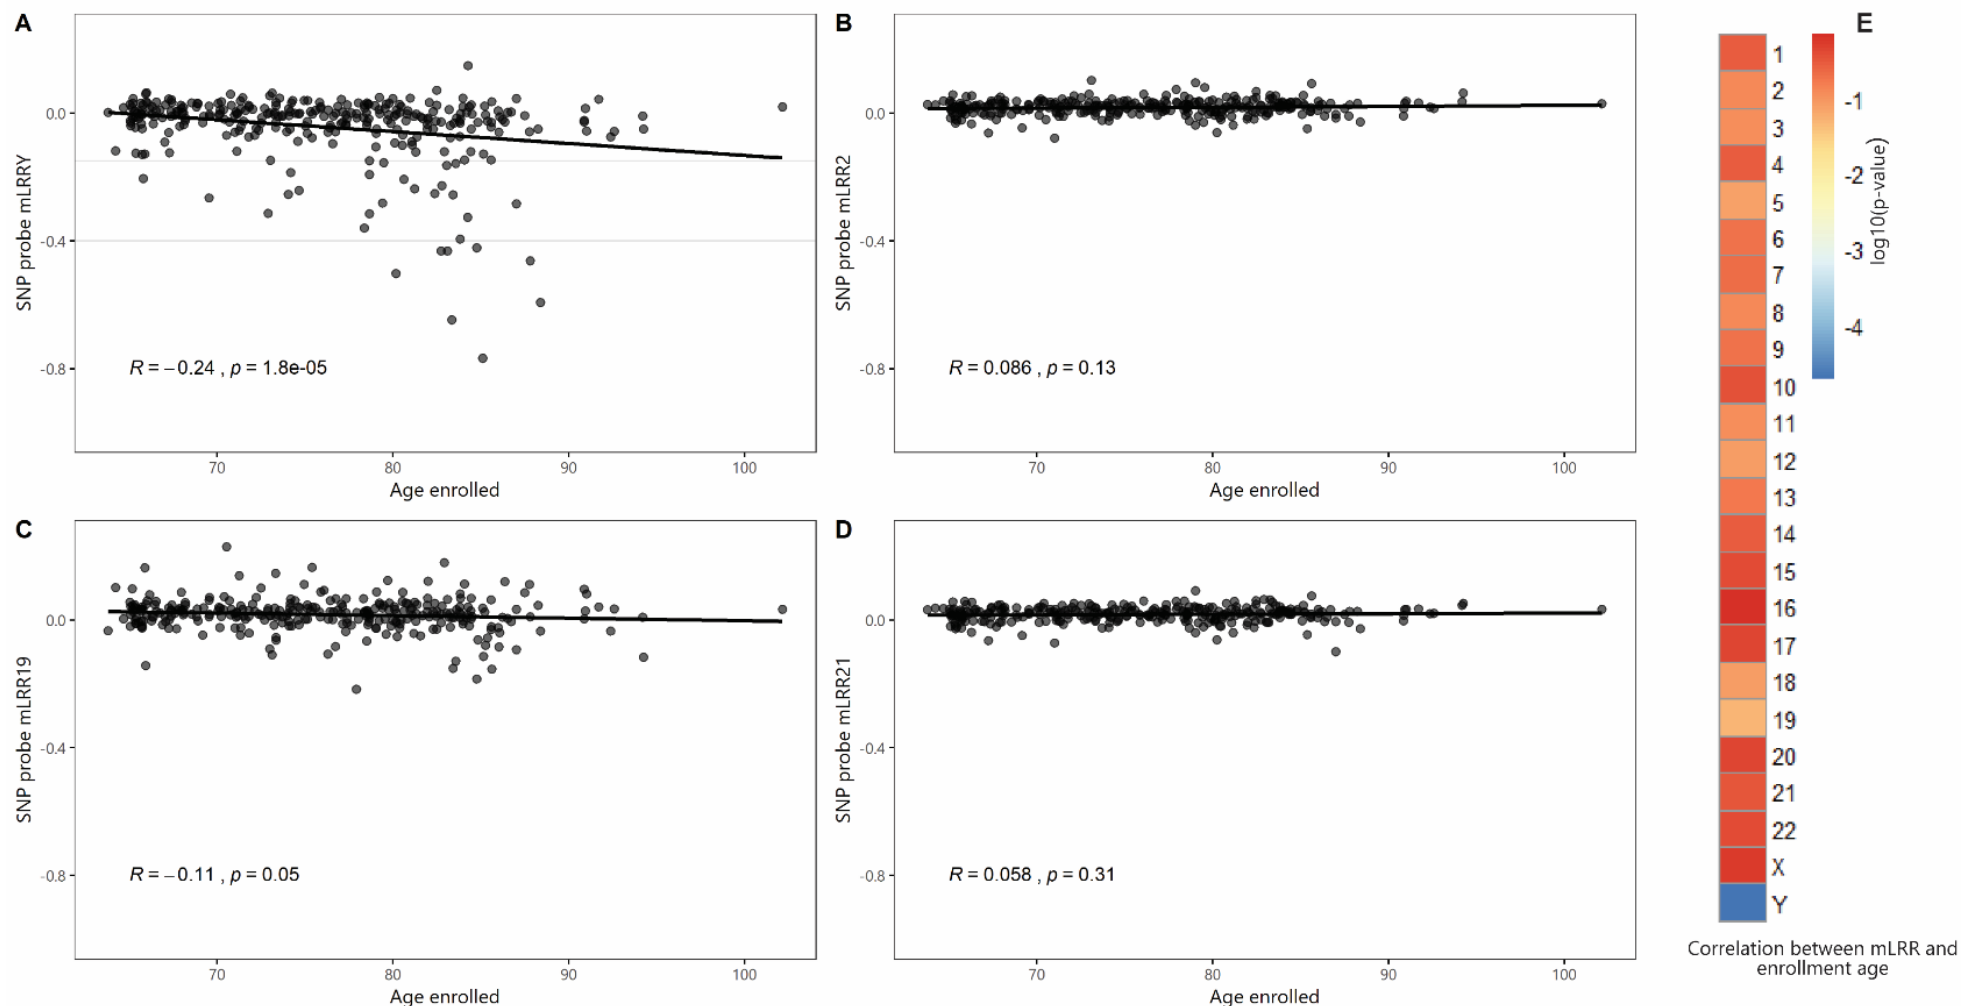 A
SNP probe mLRRY
0.0
-0.4
-0.8
R = −0.24 , p = 1.8e-05
70
80
90
100
Age enrolled
B
SNP probe mLRR2
0.0
-0.4
-0.8
R = 0.086 , p = 0.13
70
80
90
100
Age enrolled
C
SNP probe mLRR19
0.0
-0.4
-0.8
R = −0.11 , p = 0.05
70
80
90
100
Age enrolled
D
SNP probe mLRR21
0.0
-0.4
-0.8
R = 0.058 , p = 0.31
70
80
90
100
Age enrolled
E
1
2
3
4
5
6
7
8
9
10
11
12
13
14
15
16
17
18
19
20
21
22
X
Y
-1
-2
-3
-4
log10(p-value)
Correlation between mLRR and
enrollment age